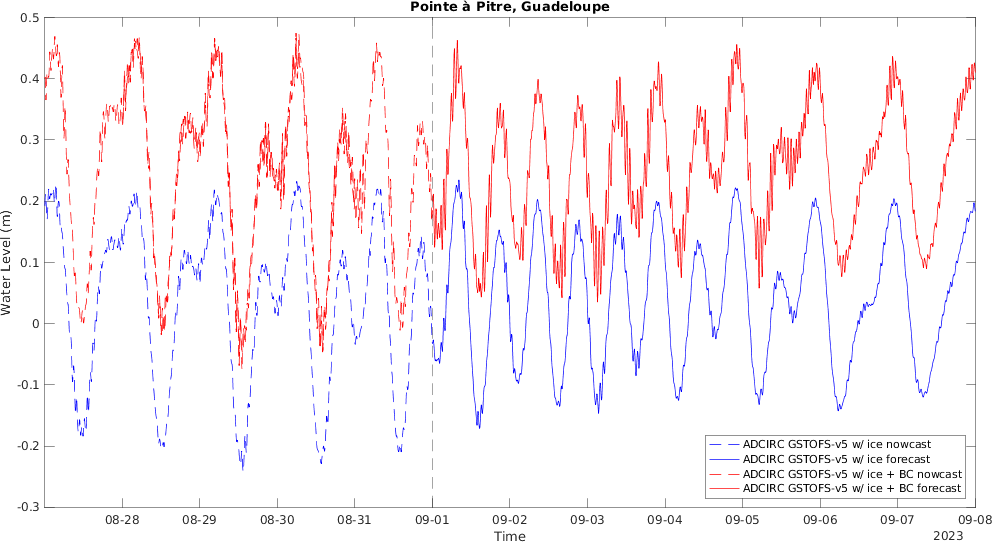 Pointe à Pitre, Guadeloupe
0.5
0.4
0.3
0.2
0.1
0
-0.1
-0.2
-0.3
Water Level (m)
ADCIRC GSTOFS-v5 w/ ice nowcast
ADCIRC GSTOFS-v5 w/ ice forecast
ADCIRC GSTOFS-v5 w/ ice + BC nowcast
ADCIRC GSTOFS-v5 w/ ice + BC forecast
08-28 08-29 08-30 08-31 09-01 09-02 09-03 09-04 09-05 09-06 09-07 09-08
Time
2023